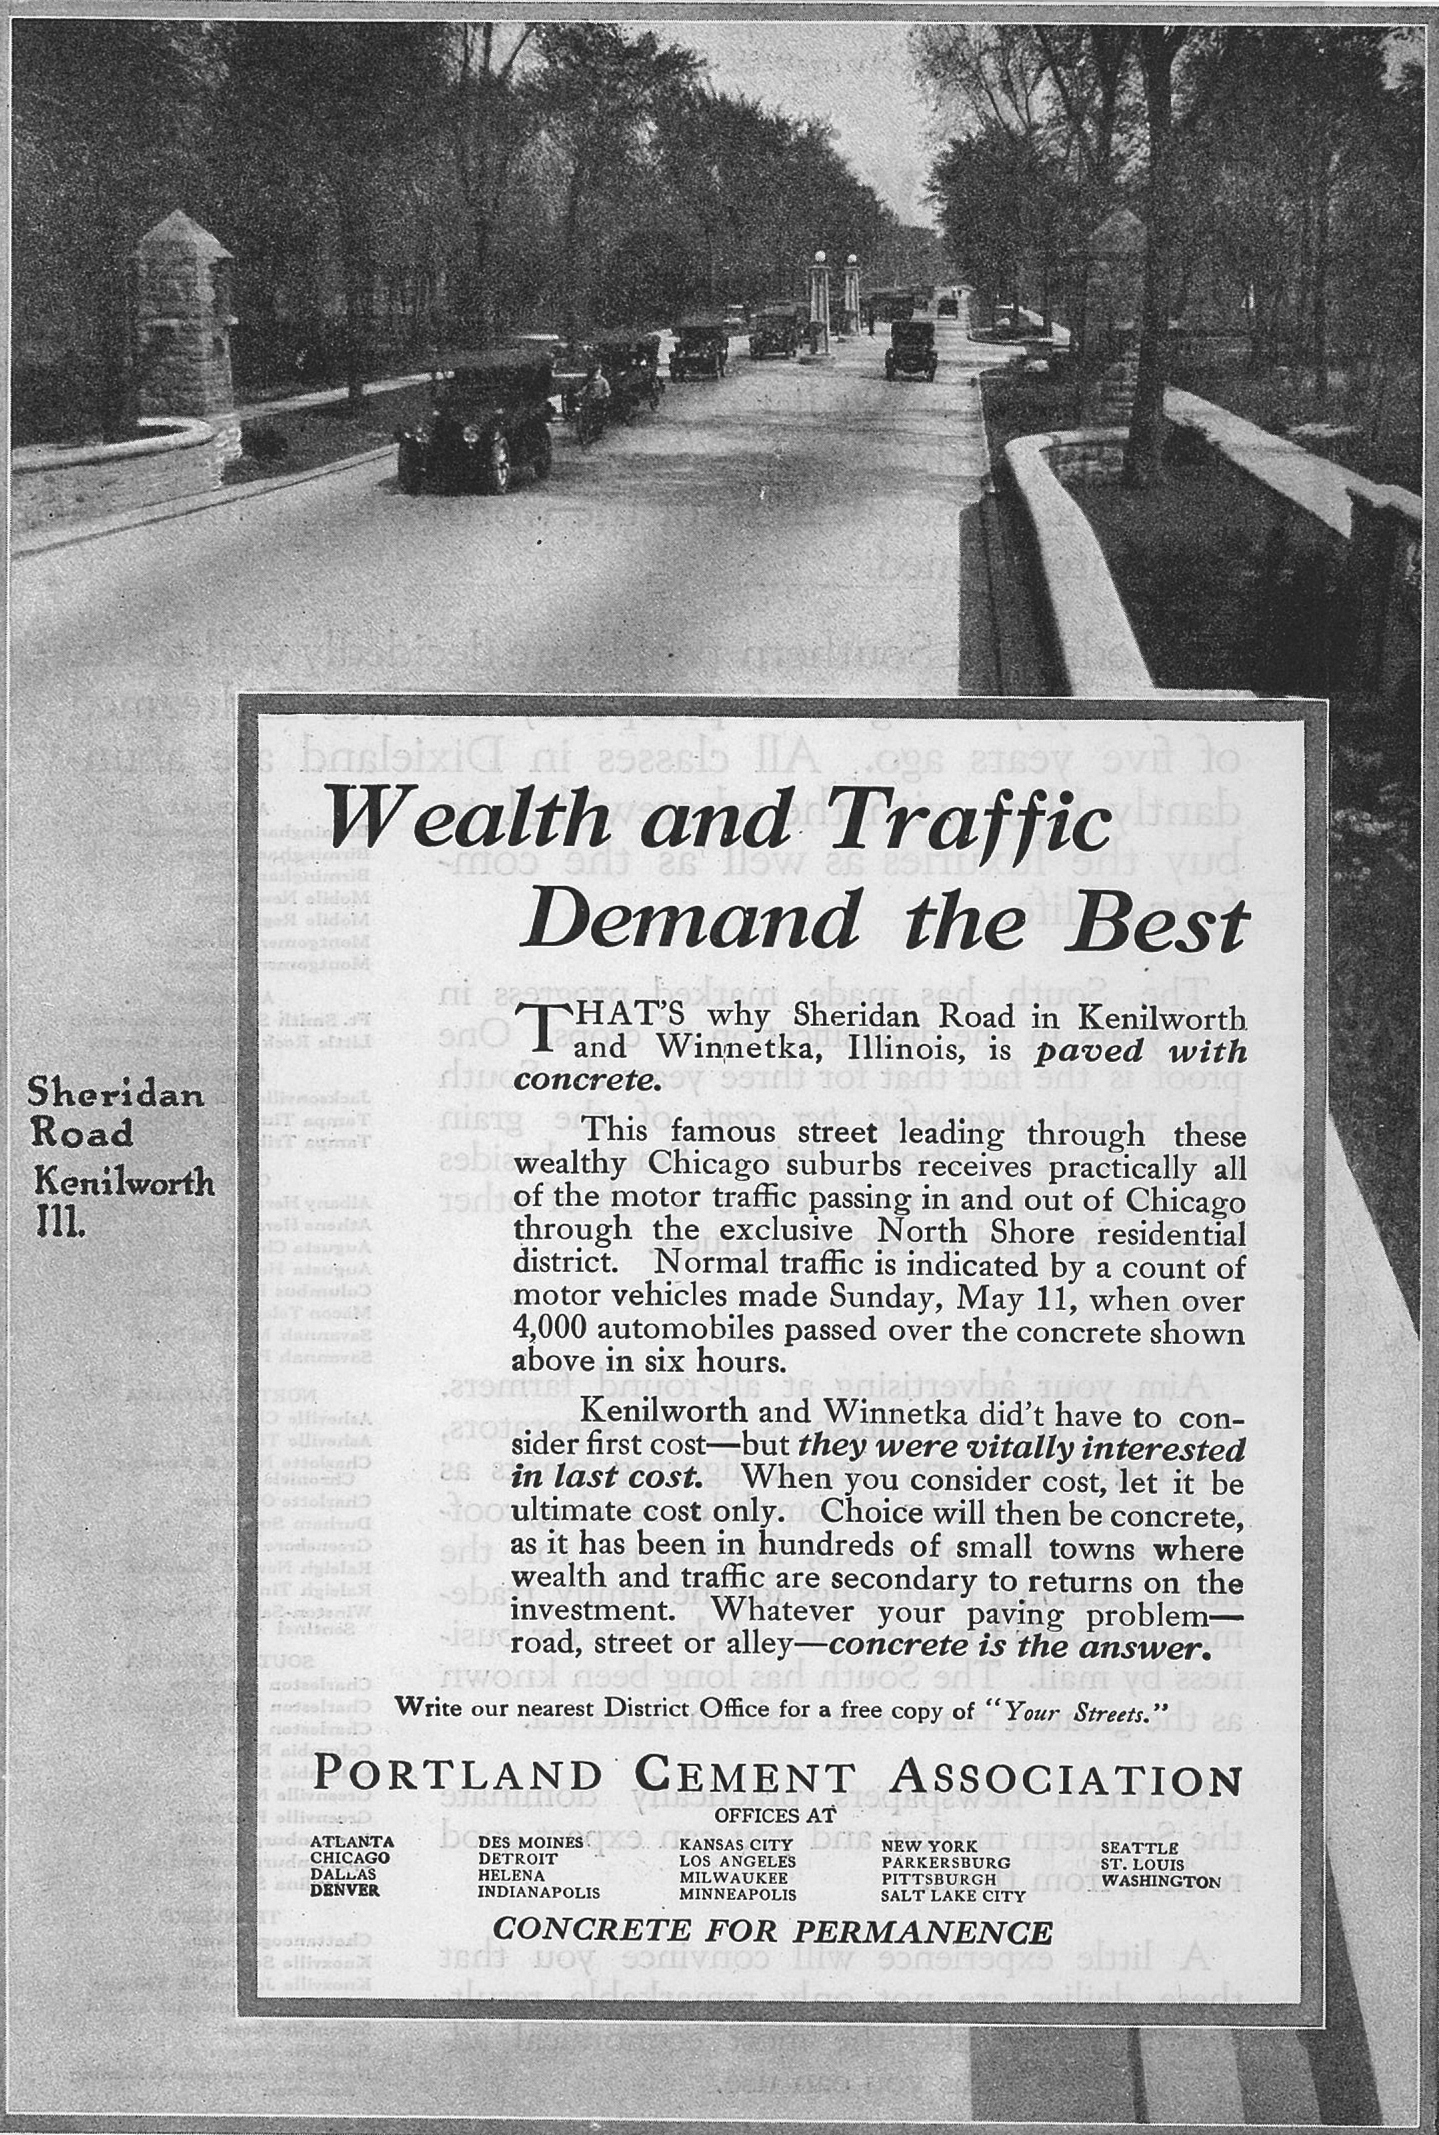 Wealth and Traffic
Demand the Best
THAT'S why Sheridan Road in Kenilworth
and Winnetka, Illinois, is paved with
concrete.
This famous street leading through these
wealthy Chicago suburbs receives practically all
of the motor traffic passing in and out of Chicago
through the exclusive North Shore residential
district. Normal traffic is indicated by a count of
motor vehicles made Sunday, May 11, when over
4,000 automobiles passed over the concrete shown
above in six hours.
Kenilworth and Winnetka did't have to con-
sider first cost—but they were vitally interested
in last cost. When you consider cost, let it be
ultimate cost only. Choice will then be concrete,
as it has been in hundreds of small towns where
wealth and traffic are secondary to returns on the
investment. Whatever your paving problem—
road, street or alley—concrete is the answer.
Write our nearest District Office for a free copy of "Your Streets."
PORTLAND CEMENT ASSOCIATION
OFFICES AT
ATLANTA
CHICAGO
DALLAS
DENVER
DES MOINES
DETROIT
HELENA
INDIANAPOLIS
KANSAS CITY
LOS ANGELES
MILWAUKEE
MINNEAPOLIS
NEW YORK
PARKERSBURG
PITTSBURGH
SALT LAKE CITY
SEATTLE
ST. LOUIS
WASHINGTON
CONCRETE FOR PERMANENCE
Sheridan
Road
Kenilworth
Ill.